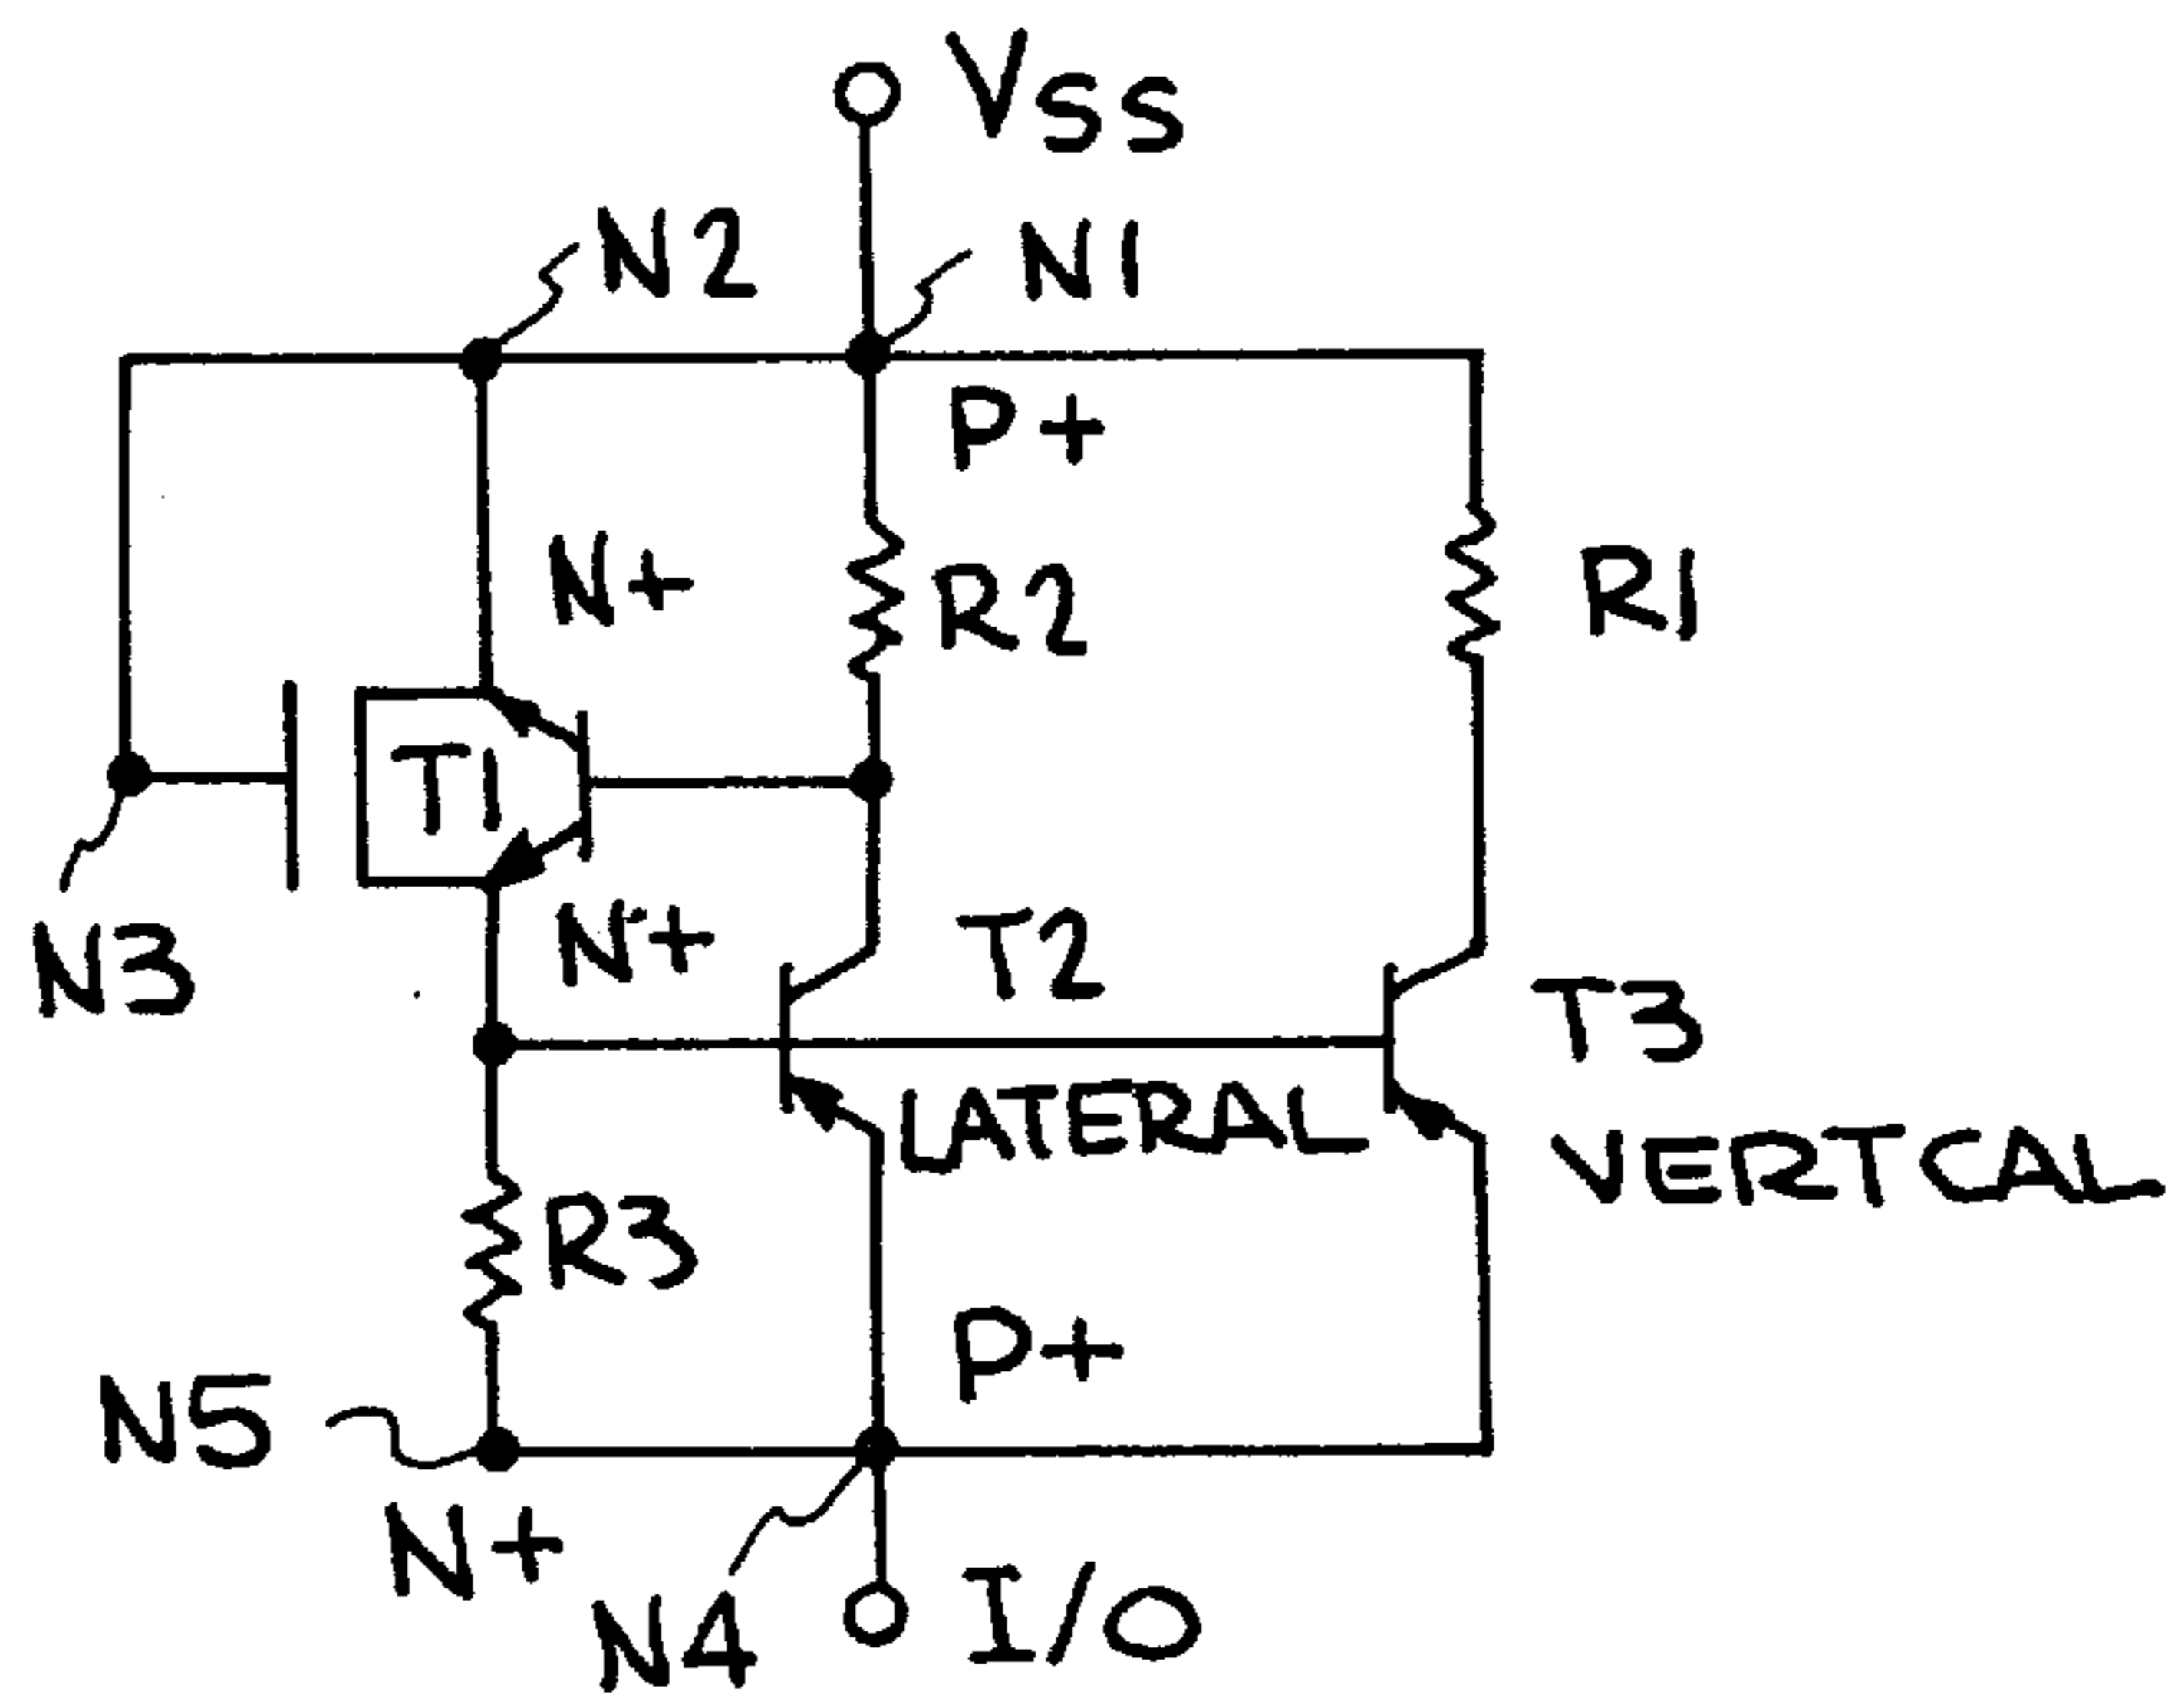 VSS
N2
N1
P+
N+
R2
R1
T1
N3
N+
T2
T3
LATERAL
VERTCAL
R3
P+
N5
N+
N4
I/O